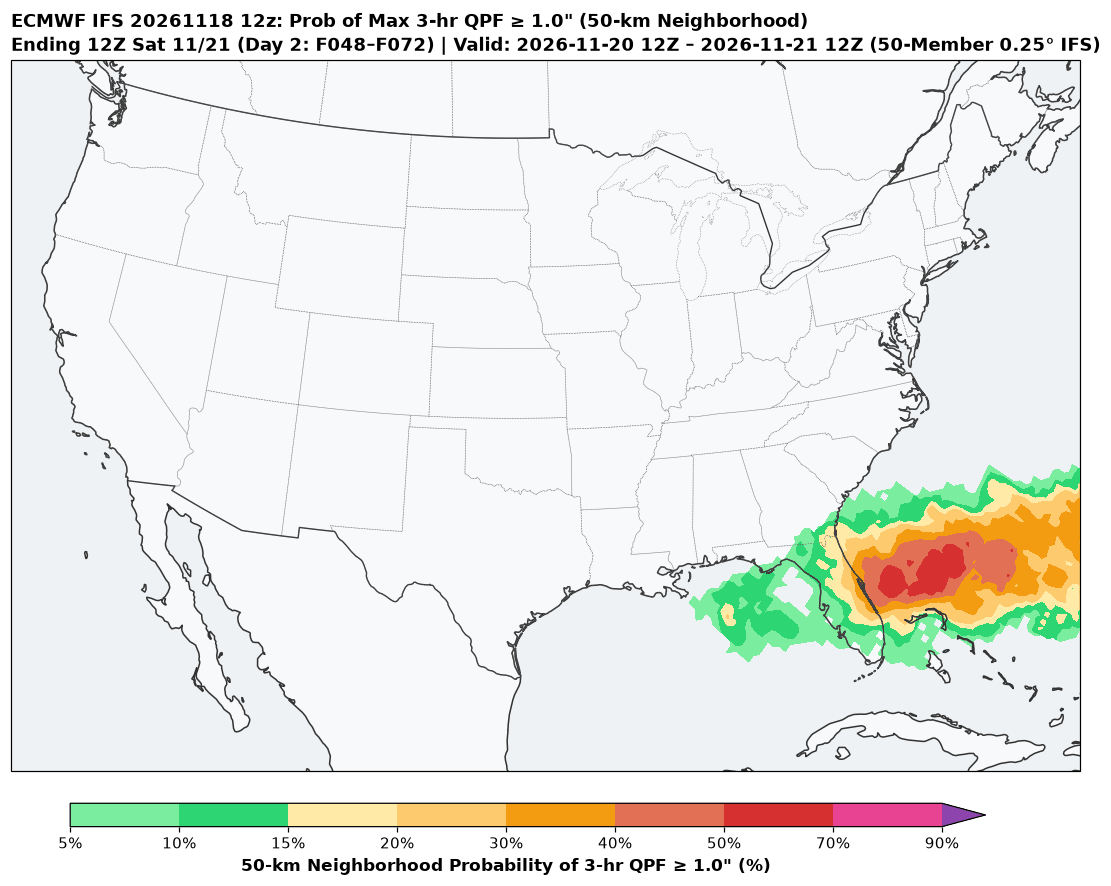 ECMWF IFS 20261118 12z: Prob of Max 3-hr QPF ≥ 1.0" (50-km Neighborhood)
Ending 12Z Sat 11/21 (Day 2: F048–F072) | Valid: 2026-11-20 12Z – 2026-11-21 12Z (50-Member 0.25° IFS)
5% 10% 15% 20% 30% 40% 50% 70% 90%
50-km Neighborhood Probability of 3-hr QPF ≥ 1.0" (%)